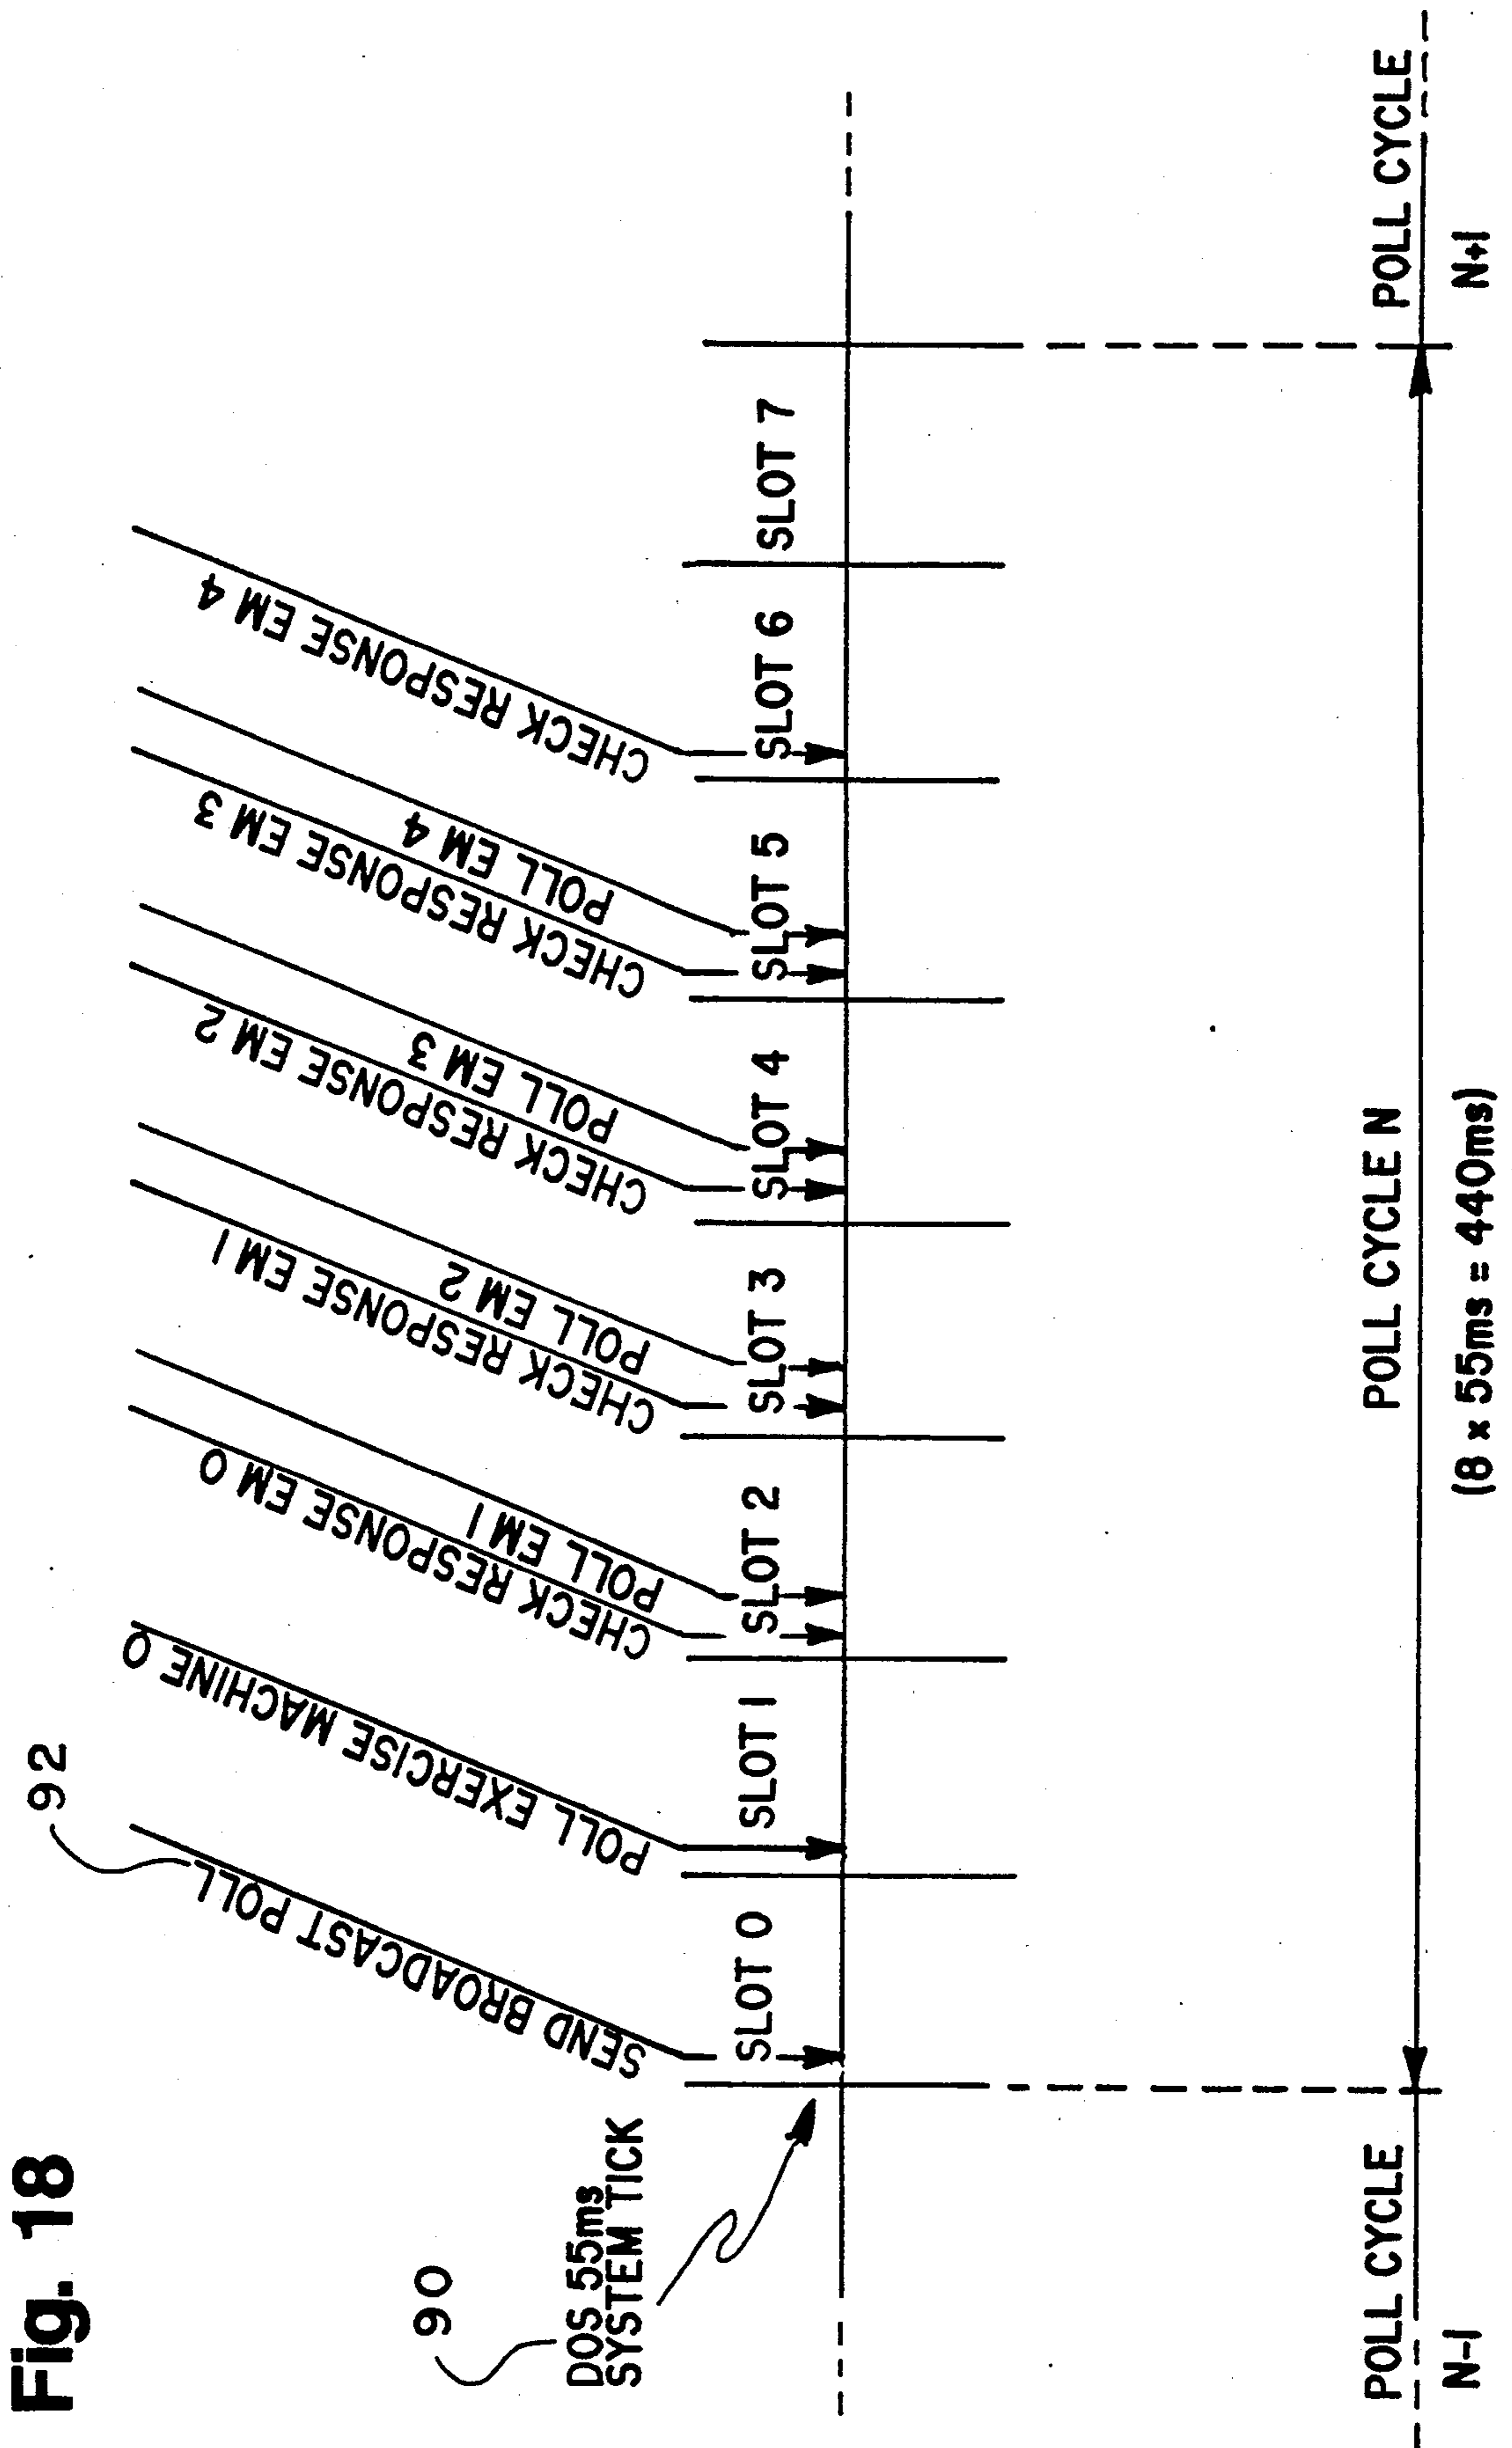 Fig. 18
90
DOS 55ms
SYSTEM TICK
92
SEND BROADCAST POLL
POLL EXERCISE MACHINE 0
CHECK RESPONSE EM 0
POLL EM 1
CHECK RESPONSE EM 1
POLL EM 2
CHECK RESPONSE EM 2
POLL EM 3
CHECK RESPONSE EM 3
POLL EM 4
CHECK RESPONSE EM 4
SLOT 0
SLOT 1
SLOT 2
SLOT 3
SLOT 4
SLOT 5
SLOT 6
SLOT 7
POLL CYCLE
N-1
POLL CYCLE N
(8 x 55ms = 440ms)
POLL CYCLE
N+1